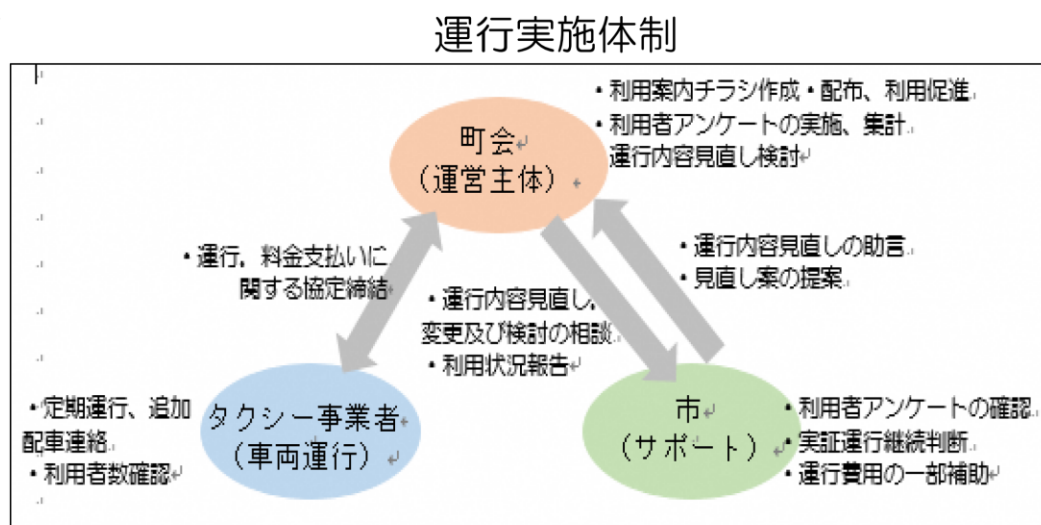 運行実施体制
・利用案内チラシ作成・配布、利用促進
・利用者アンケートの実施、集計
運行内容見直し検討
町会
(運営主体)
・運行内容見直しの助言
・見直し案の提案
・運行，料金支払いに
関する協定締結
・運行内容見直し，
変更及び検討の相談
・利用状況報告
・定期運行、追加
配車連絡
・利用者数確認
タクシー事業者
(車両運行)
市
(サポート)
・利用者アンケートの確認
・実証運行継続判断
・運行費用の一部補助